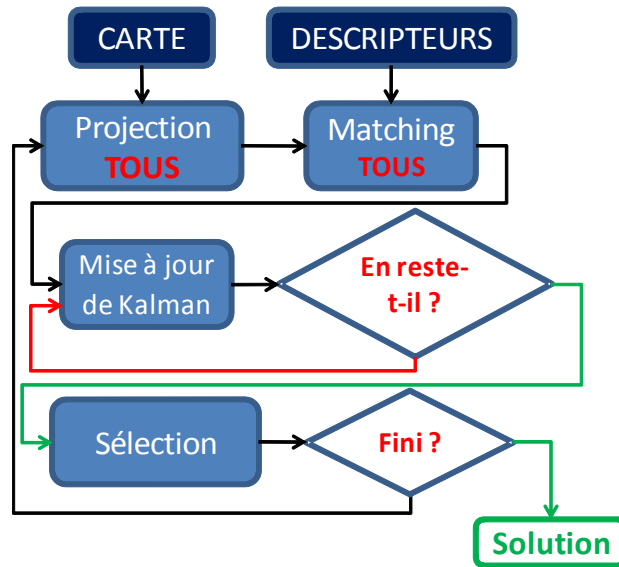 CARTE
DESCRIPTEURS
Projection
TOUS
Matching
TOUS
Mise à jour
de Kalman
En reste-
t-il ?
Sélection
Fini ?
Solution